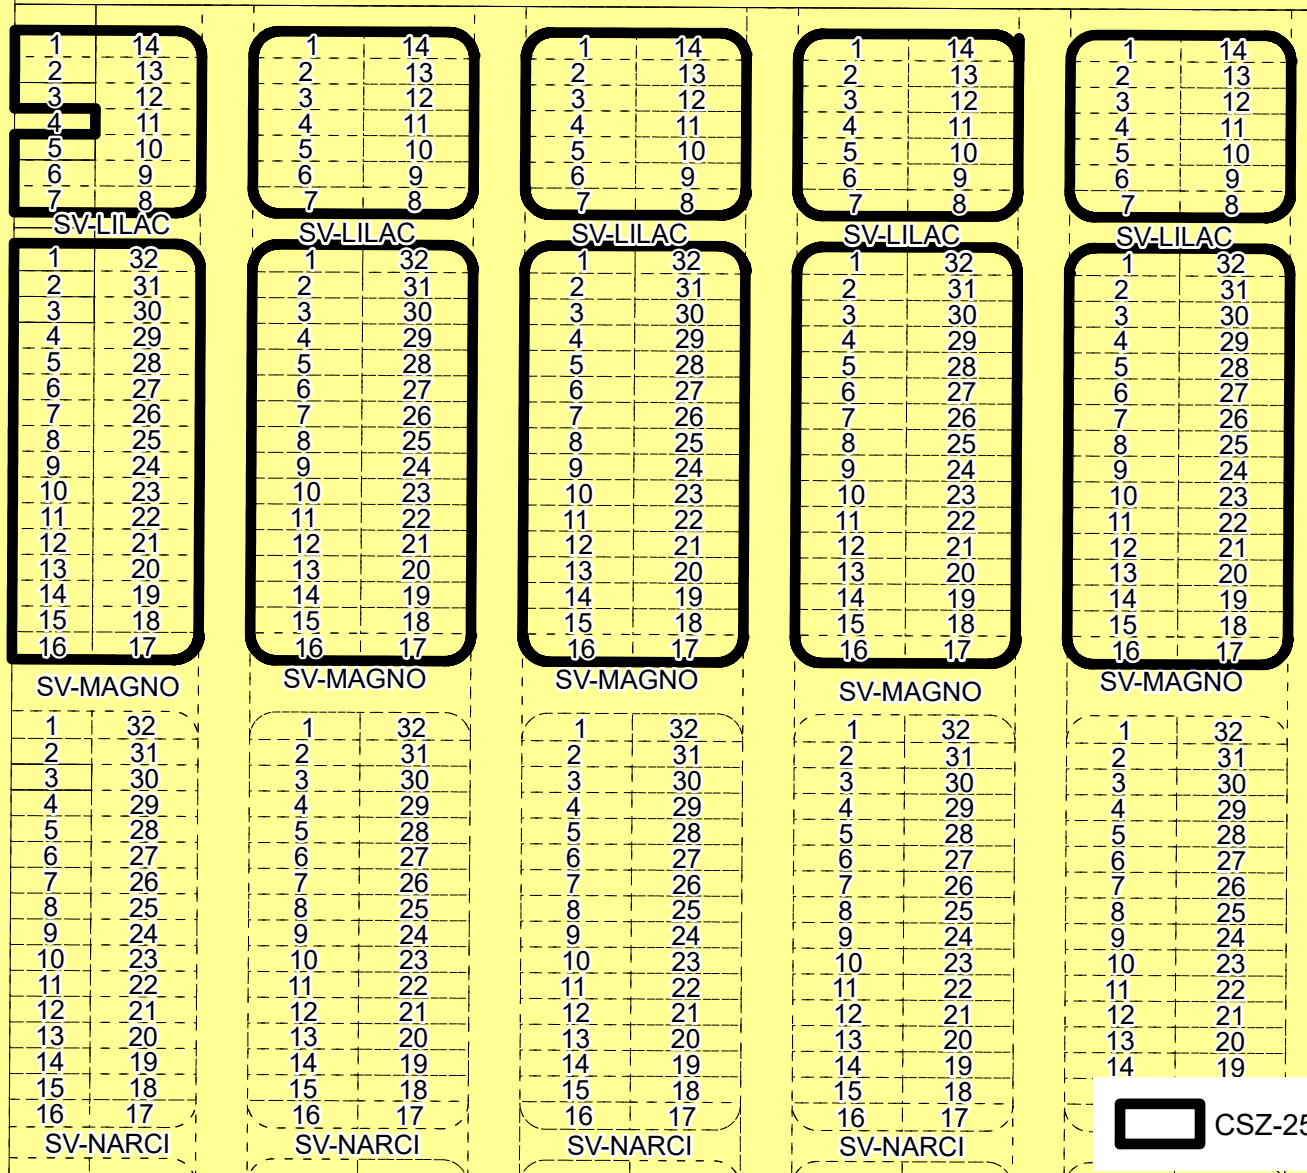 1 14 1 14 1 14 1 14 1 14
2 13 2 13 2 13 2 13 2 13
3 12 3 12 3 12 3 12 3 12
4 11 4 11 4 11 4 11 4 11
5 10 5 10 5 10 5 10 5 10
6 9 6 9 6 9 6 9 6 9
7 8 7 8 7 8 7 8 7 8
SV-LILAC SV-LILAC SV-LILAC SV-LILAC SV-LILAC
1 32 1 32 1 32 1 32 1 32
2 31 2 31 2 31 2 31 2 31
3 30 3 30 3 30 3 30 3 30
4 29 4 29 4 29 4 29 4 29
5 28 5 28 5 28 5 28 5 28
6 27 6 27 6 27 6 27 6 27
7 26 7 26 7 26 7 26 7 26
8 25 8 25 8 25 8 25 8 25
9 24 9 24 9 24 9 24 9 24
10 23 10 23 10 23 10 23 10 23
11 22 11 22 11 22 11 22 11 22
12 21 12 21 12 21 12 21 12 21
13 20 13 20 13 20 13 20 13 20
14 19 14 19 14 19 14 19 14 19
15 18 15 18 15 18 15 18 15 18
16 17 16 17 16 17 16 17 16 17
SV-MAGNO SV-MAGNO SV-MAGNO SV-MAGNO SV-MAGNO
1 32 1 32 1 32 1 32 1 32
2 31 2 31 2 31 2 31 2 31
3 30 3 30 3 30 3 30 3 30
4 29 4 29 4 29 4 29 4 29
5 28 5 28 5 28 5 28 5 28
6 27 6 27 6 27 6 27 6 27
7 26 7 26 7 26 7 26 7 26
8 25 8 25 8 25 8 25 8 25
9 24 9 24 9 24 9 24 9 24
10 23 10 23 10 23 10 23 10 23
11 22 11 22 11 22 11 22 11 22
12 21 12 21 12 21 12 21 12 21
13 20 13 20 13 20 13 20 13 20
14 19 14 19 14 19 14 19 14 19
15 18 15 18 15 18 15 18
16 17 16 17 16 17 16 17
SV-NARCI SV-NARCI SV-NARCI SV-NARCI
CSZ-25